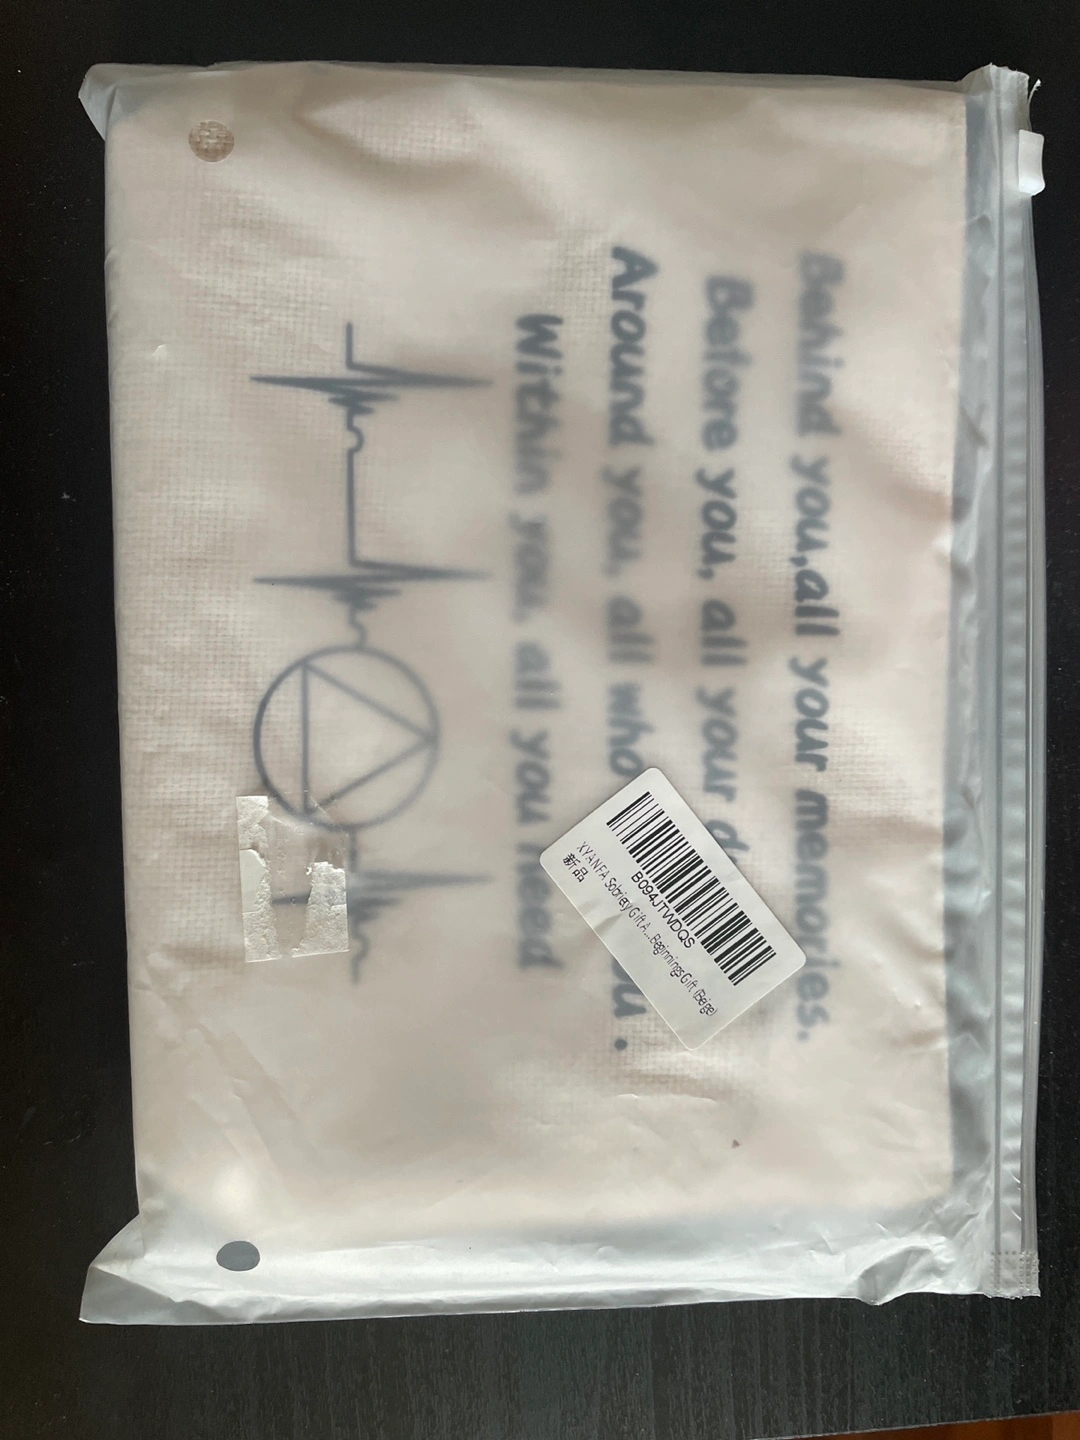 Behind you,all your memories.
Before you, all your d
Around you, all who
u.
Within you, all you need
B094JTWDQS
XYANFA Sobriety Gift A...Beginnings Gift (Beige)
新品